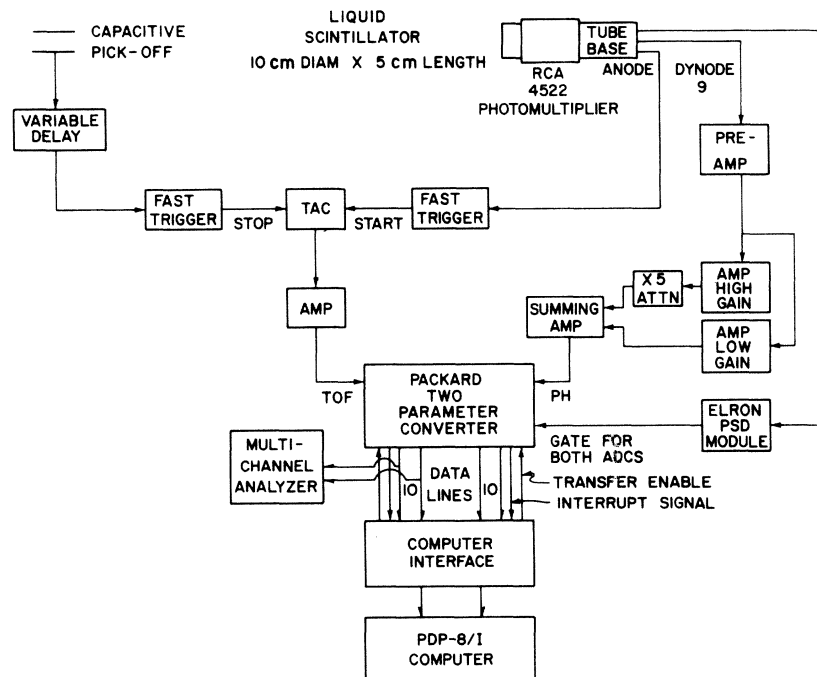 CAPACITIVE
PICK-OFF
LIQUID
SCINTILLATOR
10 cm DIAM X 5 cm LENGTH
TUBE
BASE
RCA
4522
PHOTOMULTIPLIER
ANODE
DYNODE
9
VARIABLE
DELAY
PRE-
AMP
FAST
TRIGGER
STOP
TAC
START
FAST
TRIGGER
AMP
X 5
ATTN
AMP
HIGH
GAIN
SUMMING
AMP
AMP
LOW
GAIN
TOF
PACKARD
TWO
PARAMETER
CONVERTER
PH
ELRON
PSD
MODULE
GATE FOR
BOTH ADCS
MULTI-
CHANNEL
ANALYZER
10
DATA
LINES
10
TRANSFER ENABLE
INTERRUPT SIGNAL
COMPUTER
INTERFACE
PDP-8/I
COMPUTER